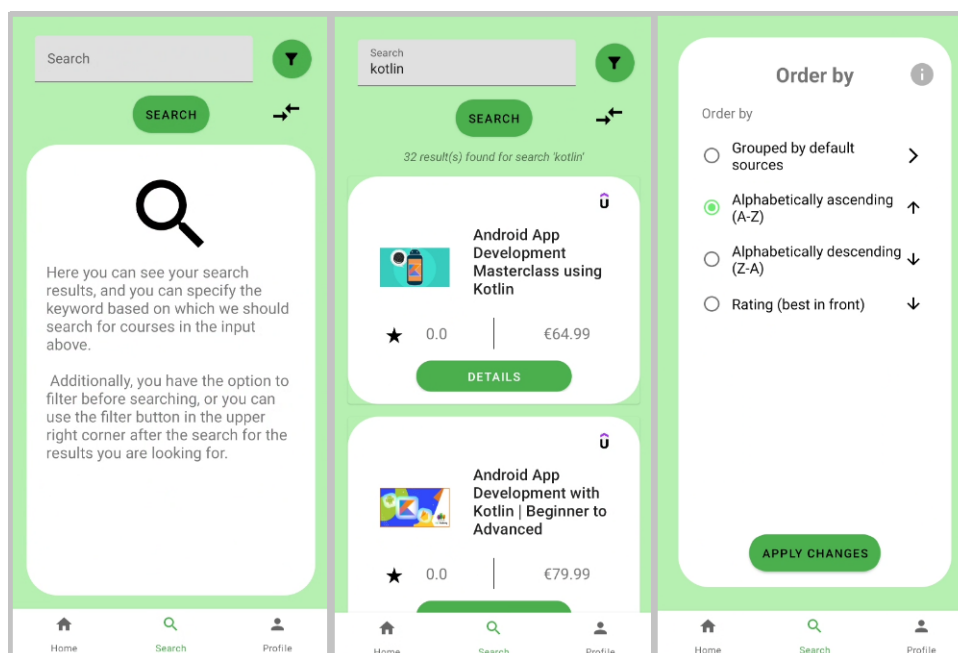 Search
SEARCH
Here you can see your search
results, and you can specify the
keyword based on which we should
search for courses in the input
above.
Additionally, you have the option to
filter before searching, or you can
use the filter button in the upper
right corner after the search for the
results you are looking for.
Home
Search
Profile
Search
kotlin
SEARCH
32 result(s) found for search 'kotlin'
Android App
Development
Masterclass using
Kotlin
0.0
€64.99
DETAILS
Android App
Development with
Kotlin | Beginner to
Advanced
0.0
€79.99
Home
Search
Profile
Order by
Order by
Grouped by default
sources
Alphabetically ascending
(A-Z)
Alphabetically descending
(Z-A)
Rating (best in front)
APPLY CHANGES
Home
Search
Profile